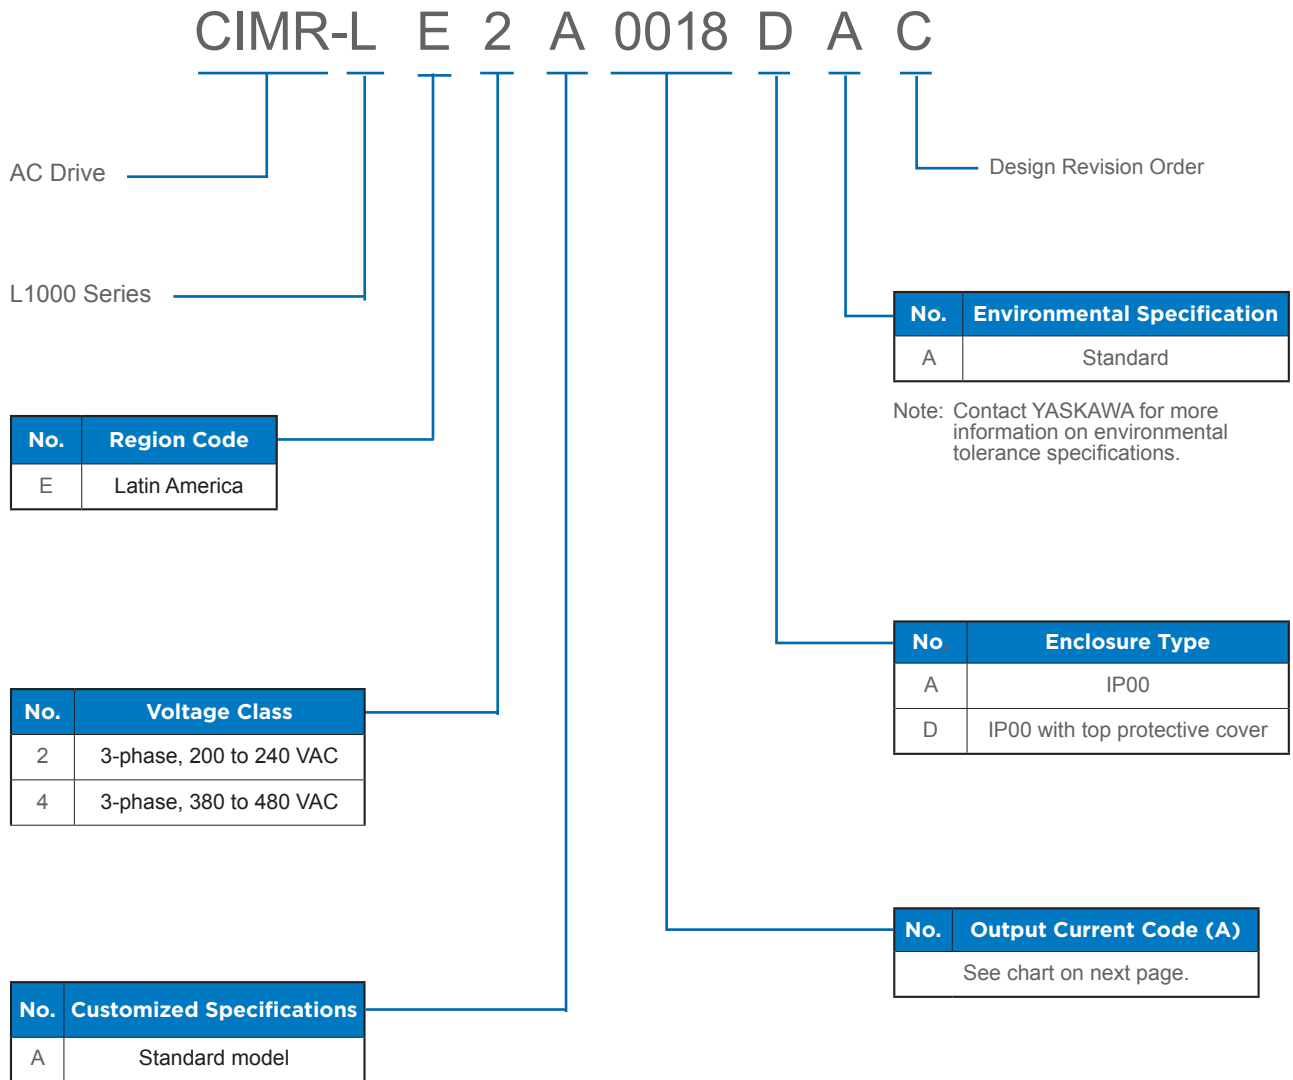 CIMR-L E 2 A 0018 D A C
AC Drive
Design Revision Order
L1000 Series
No. Environmental Specification
A Standard
Note: Contact YASKAWA for more
information on environmental
tolerance specifications.
No. Region Code
E Latin America
No. Enclosure Type
A IP00
D IP00 with top protective cover
No. Voltage Class
2 3-phase, 200 to 240 VAC
4 3-phase, 380 to 480 VAC
No. Output Current Code (A)
See chart on next page.
No. Customized Specifications
A Standard model